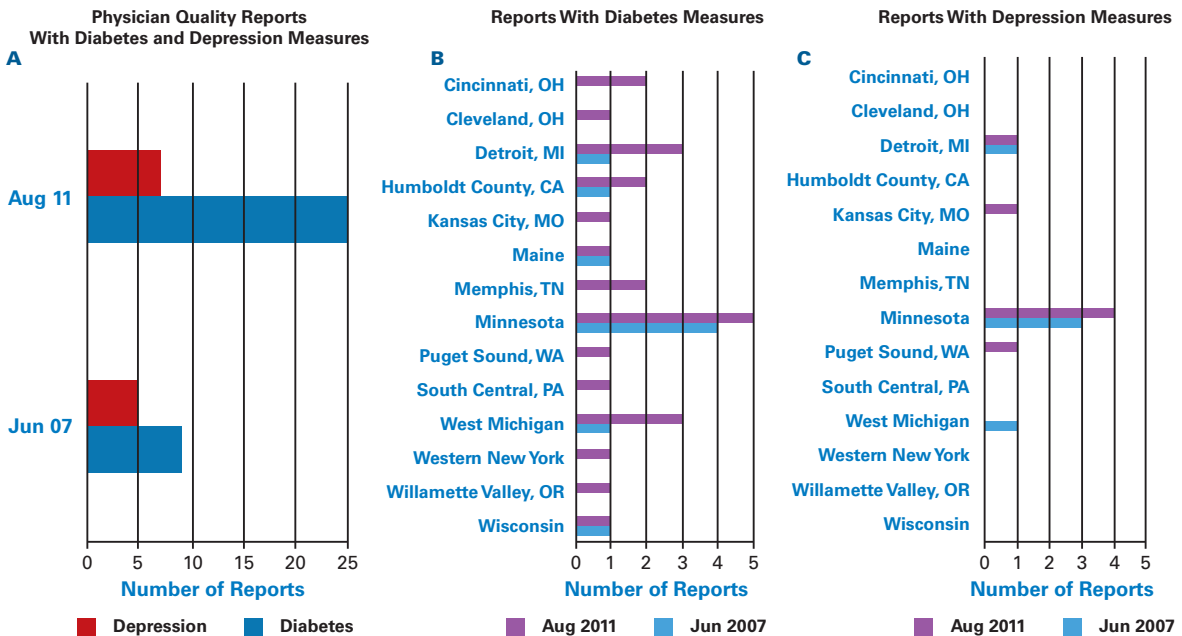 Physician Quality Reports
With Diabetes and Depression Measures
A
Aug 11
Jun 07
0 5 10 15 20 25
Number of Reports
Depression Diabetes
Reports With Diabetes Measures
B
Cincinnati, OH
Cleveland, OH
Detroit, MI
Humboldt County, CA
Kansas City, MO
Maine
Memphis, TN
Minnesota
Puget Sound, WA
South Central, PA
West Michigan
Western New York
Willamette Valley, OR
Wisconsin
0 1 2 3 4 5
Number of Reports
Aug 2011 Jun 2007
Reports With Depression Measures
C
Cincinnati, OH
Cleveland, OH
Detroit, MI
Humboldt County, CA
Kansas City, MO
Maine
Memphis, TN
Minnesota
Puget Sound, WA
South Central, PA
West Michigan
Western New York
Willamette Valley, OR
Wisconsin
0 1 2 3 4 5
Number of Reports
Aug 2011 Jun 2007